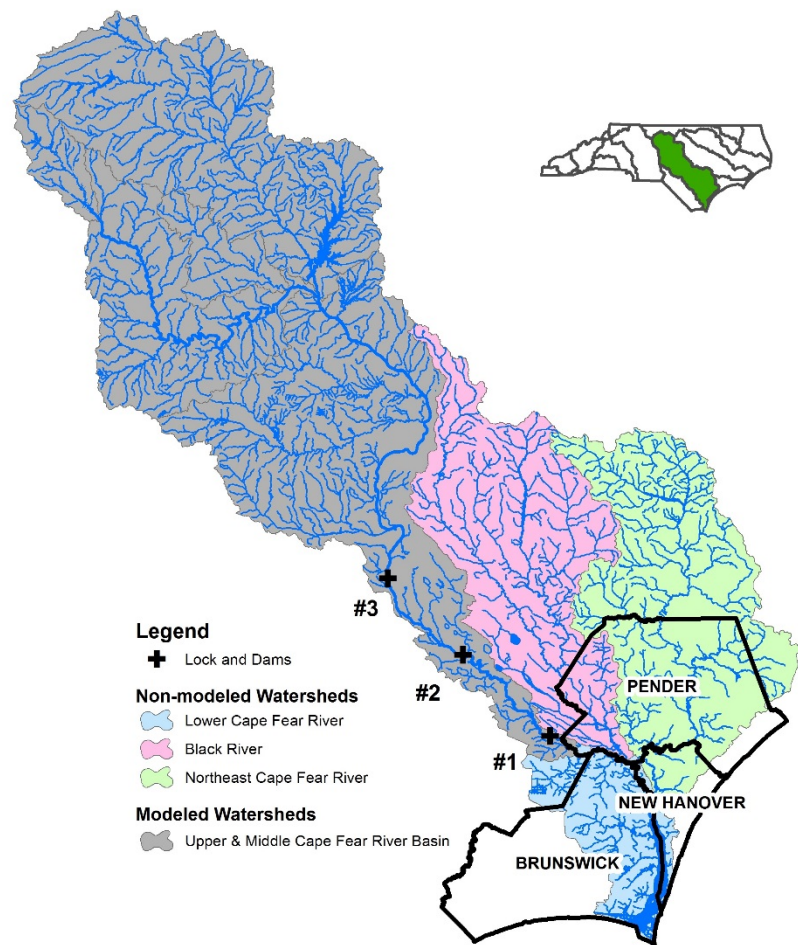 #3
Legend
Lock and Dams
#2
PENDER
Non-modeled Watersheds
Lower Cape Fear River
#1
Black River
Northeast Cape Fear River
NEW HANOVER
Modeled Watersheds
Upper & Middle Cape Fear River Basin
BRUNSWICK